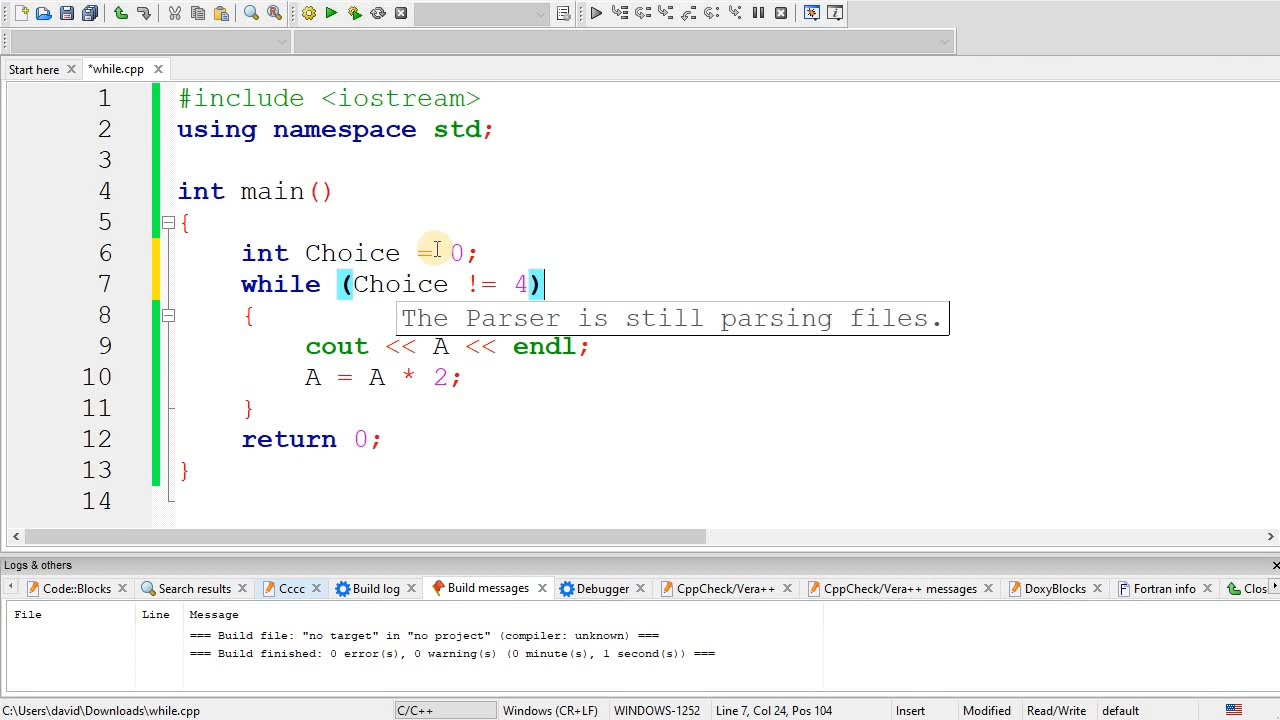 Start here
*while.cpp
1 #include <iostream>
2 using namespace std;
3
4 int main()
5 {
6 int Choice = 0;
7 while (Choice != 4)
8 {
The Parser is still parsing files.
9 cout << A << endl;
10 A = A * 2;
11 }
12 return 0;
13 }
14
Logs & others
Code::Blocks Search results Cccc Build log Build messages Debugger CppCheck/Vera++ CppCheck/Vera++ messages DoxyBlocks Fortran info Clos
File Line Message
=== Build file: "no target" in "no project" (compiler: unknown) ===
=== Build finished: 0 error(s), 0 warning(s) (0 minute(s), 1 second(s)) ===
C:\Users\david\Downloads\while.cpp C/C++ Windows (CR+LF) WINDOWS-1252 Line 7, Col 24, Pos 104 Insert Modified Read/Write default